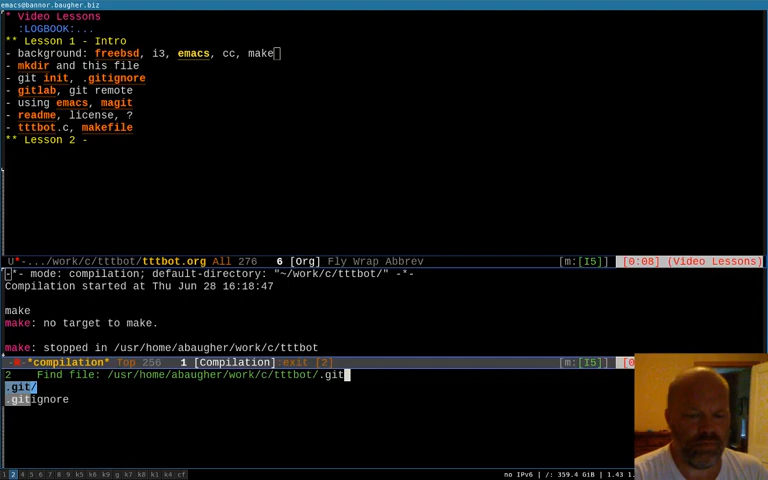 emacs@bannor.baugher.biz
* Video Lessons
:LOGBOOK:...
** Lesson 1 - Intro
- background: freebsd, i3, emacs, cc, make
- mkdir and this file
- git init, .gitignore
- gitlab, git remote
- using emacs, magit
- readme, license, ?
- tttbot.c, makefile
** Lesson 2 -
U*-.../work/c/tttbot/tttbot.org All 276 6 [Org] Fly Wrap Abbrev [m:[I5]] [0:08] (Video Lessons)
-*- mode: compilation; default-directory: "~/work/c/tttbot/" -*-
Compilation started at Thu Jun 28 16:18:47
make
make: no target to make.
make: stopped in /usr/home/abaugher/work/c/tttbot
*compilation* Top 256 1 [Compilation] exit [2] [m:[I5]] [0
2 Find file: /usr/home/abaugher/work/c/tttbot/.git
.git/
.gitignore
1 2 4 5 6 7 8 9 k5 k6 k9 g k7 k8 k1 k4 cf no IPv6 | /: 359.4 GiB | 1.43 1.